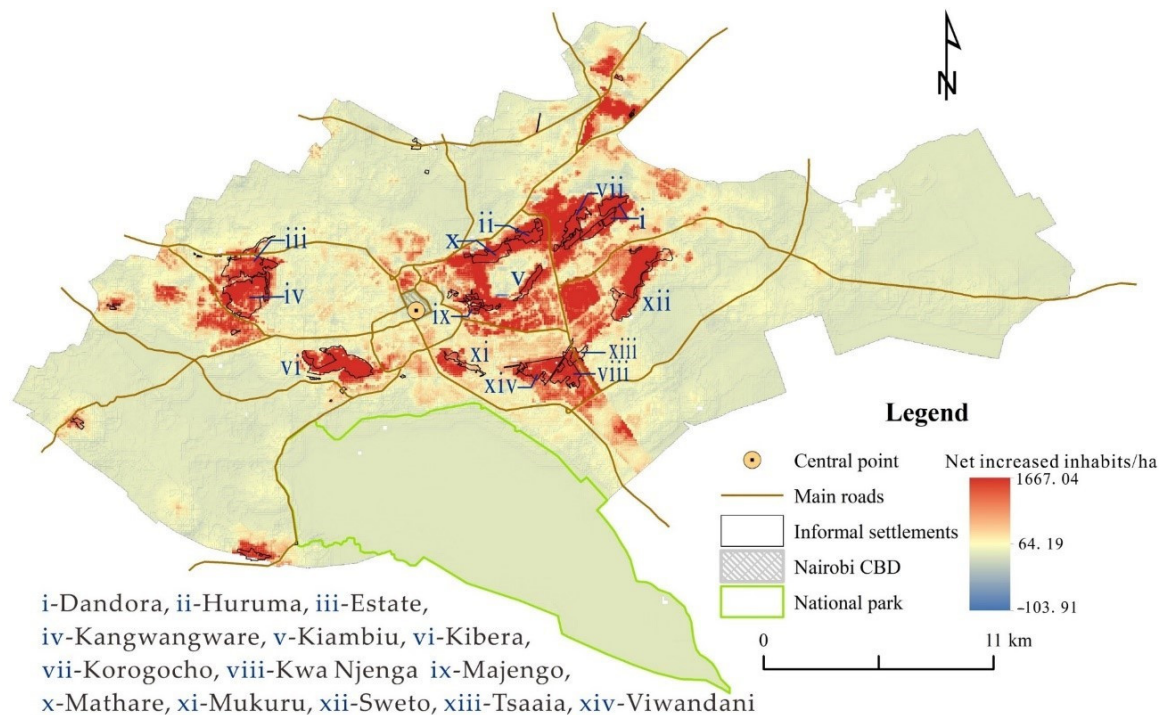 N
vii
ii
i
x
iii
v
iv
xii
ix
xiii
xi
vi
xiv
viii
Legend
Central point
Net increased inhabits/ha
Main roads
1667.04
Informal settlements
64.19
Nairobi CBD
National park
-103.91
i-Dandora, ii-Huruma, iii-Estate,
iv-Kangwangware, v-Kiambiu, vi-Kibera,
vii-Korogocho, viii-Kwa Njenga ix-Majengo,
x-Mathare, xi-Mukuru, xii-Sweto, xiii-Tsaaia, xiv-Viwandani
0
11 km